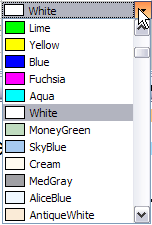 White
Lime
Yellow
Blue
Fuchsia
Aqua
White
MoneyGreen
SkyBlue
Cream
MedGray
AliceBlue
AntiqueWhite